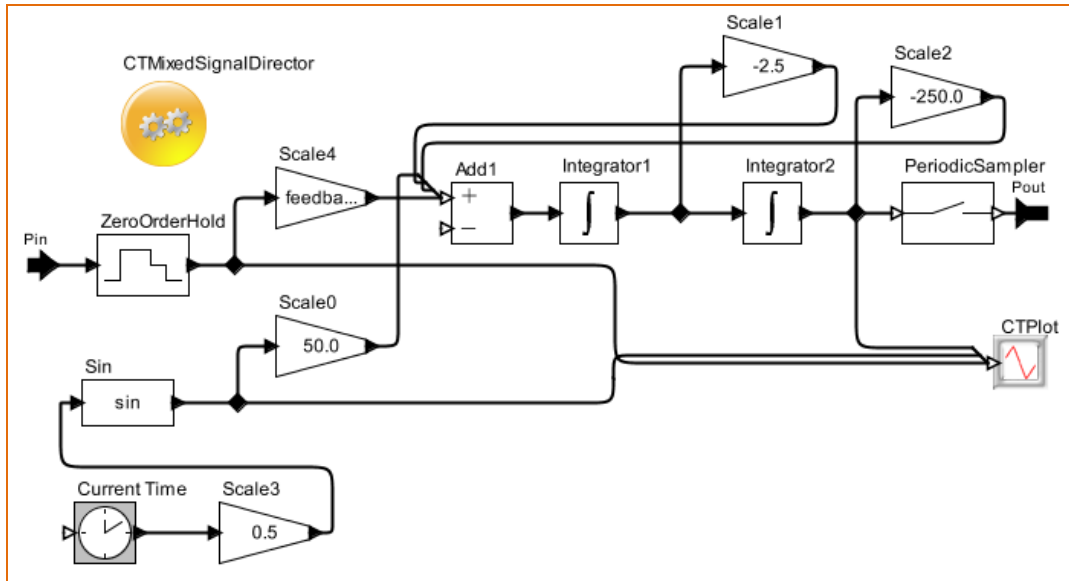 Scale1
-2.5
Scale2
-250.0
CTMixedSignalDirector
Scale4
feedba...
Add1
+
−
Integrator1
∫
Integrator2
∫
PeriodicSampler
Pout
ZeroOrderHold
Pin
Scale0
50.0
CTPlot
Sin
sin
Current Time
Scale3
0.5